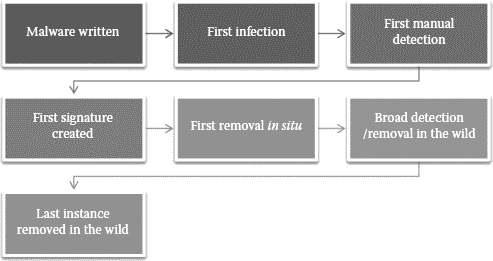 Malware written
First infection
First manual
detection
First signature
created
First removal in situ
Broad detection
/removal in the wild
Last instance
removed in the wild